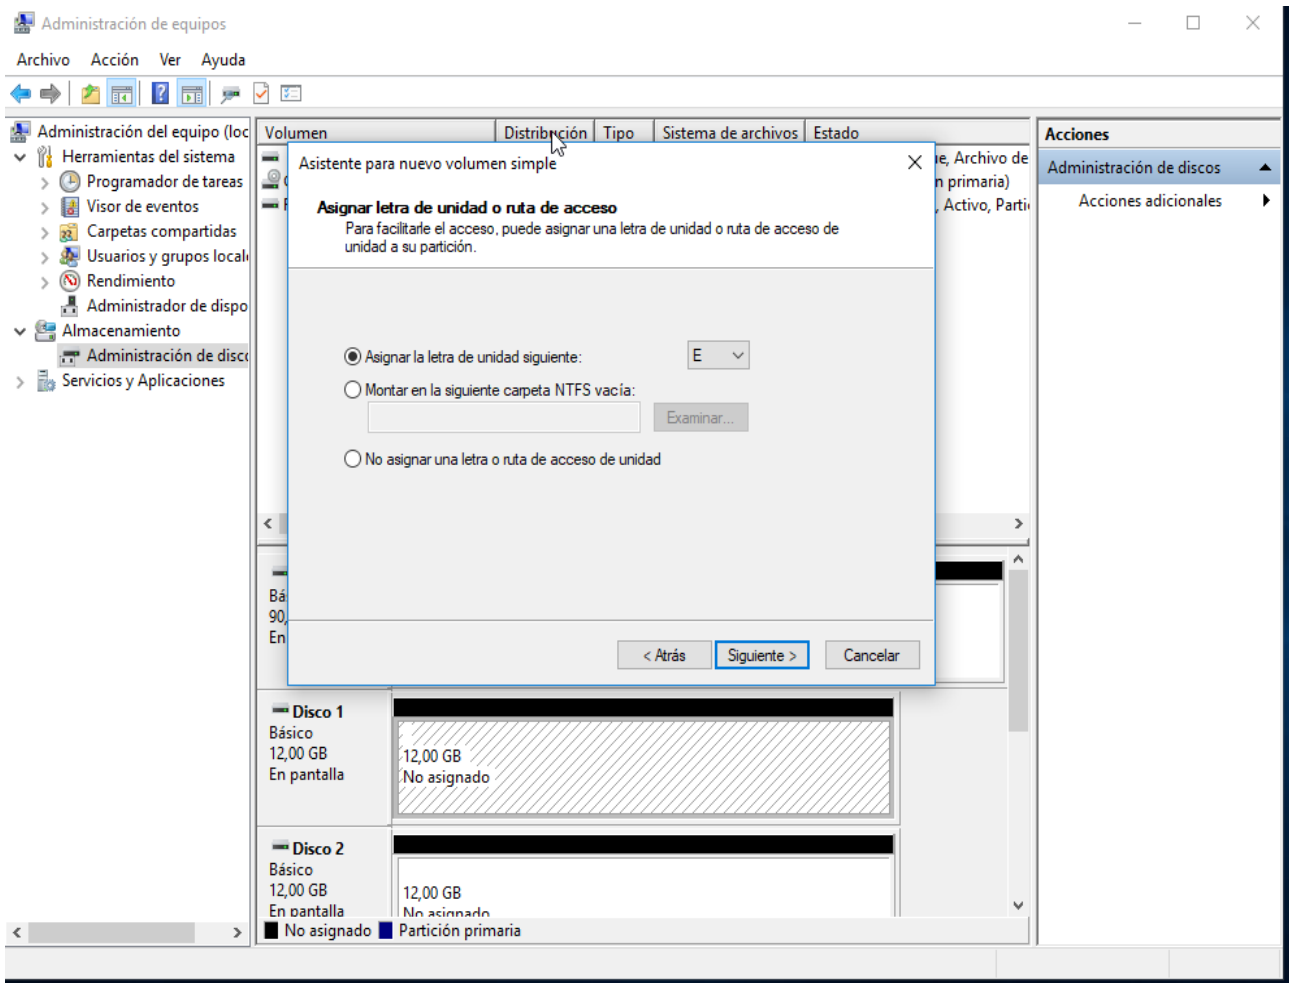 Administración de equipos
Archivo Acción Ver Ayuda
Administración del equipo (loc
Herramientas del sistema
Programador de tareas
Visor de eventos
Carpetas compartidas
Usuarios y grupos local
Rendimiento
Administrador de dispo
Almacenamiento
Administración de disc
Servicios y Aplicaciones
Volumen Distribución Tipo Sistema de archivos Estado
ue, Archivo de
n primaria)
, Activo, Parti
Asistente para nuevo volumen simple
Asignar letra de unidad o ruta de acceso
Para facilitarle el acceso, puede asignar una letra de unidad o ruta de acceso de
unidad a su partición.
Asignar la letra de unidad siguiente: E
Montar en la siguiente carpeta NTFS vacía:
Examinar...
No asignar una letra o ruta de acceso de unidad
< Atrás Siguiente > Cancelar
Bá
90,
En
Disco 1
Básico
12,00 GB
En pantalla
12,00 GB
No asignado
Disco 2
Básico
12,00 GB
En pantalla
12,00 GB
No asignado
No asignado Partición primaria
Acciones
Administración de discos
Acciones adicionales